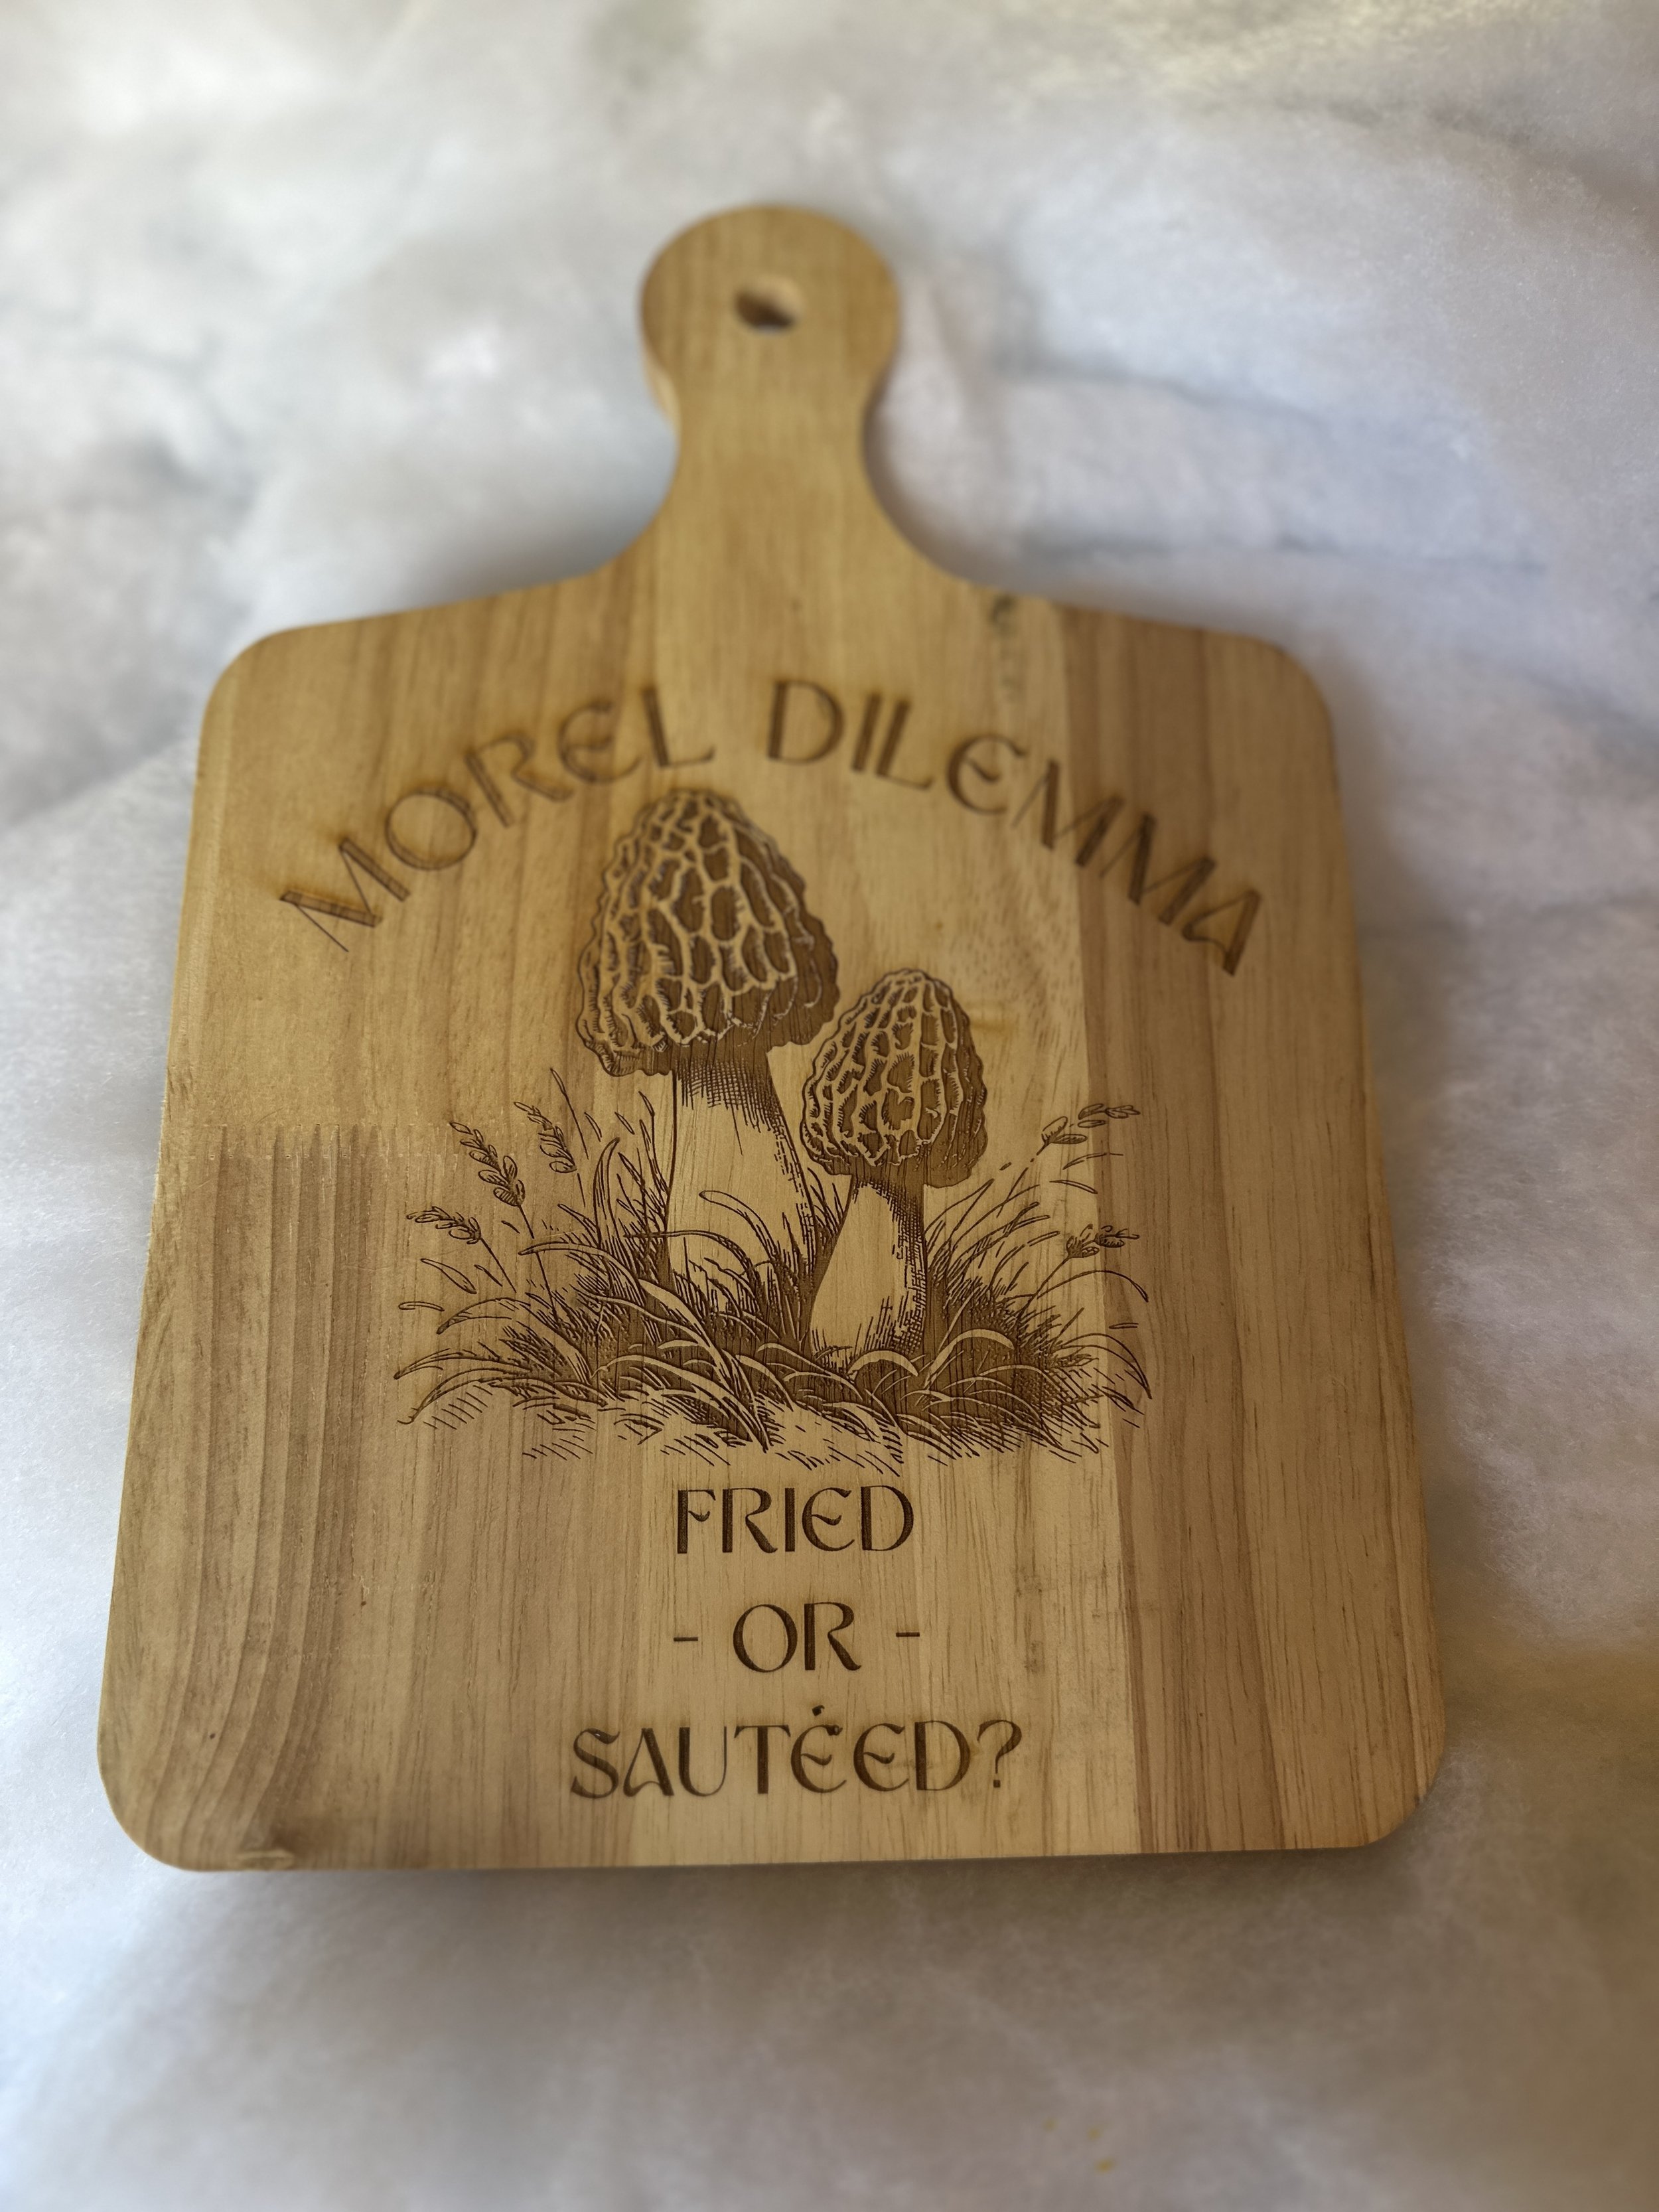 MOREL DILEMMA
FRIED
- OR -
SAUTÉED?